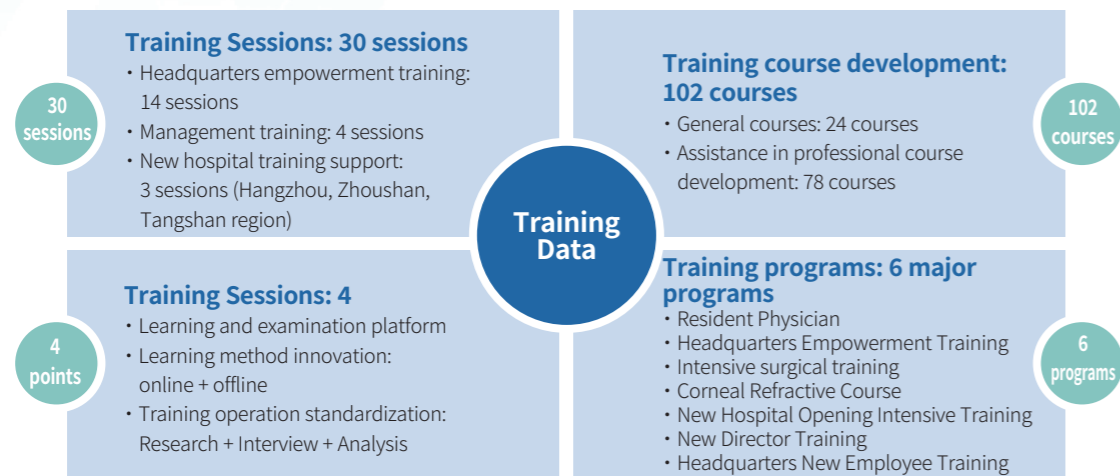 Training Sessions: 30 sessions
・Headquarters empowerment training:
14 sessions
・Management training: 4 sessions
・New hospital training support:
3 sessions (Hangzhou, Zhoushan,
Tangshan region)
30
sessions
Training course development:
102 courses
・General courses: 24 courses
・Assistance in professional course
development: 78 courses
102
courses
Training
Data
Training Sessions: 4
・Learning and examination platform
・Learning method innovation:
online + offline
・Training operation standardization:
Research + Interview + Analysis
4
points
Training programs: 6 major
programs
・Resident Physician
・Headquarters Empowerment Training
・Intensive surgical training
・Corneal Refractive Course
・New Hospital Opening Intensive Training
・New Director Training
・Headquarters New Employee Training
6
programs